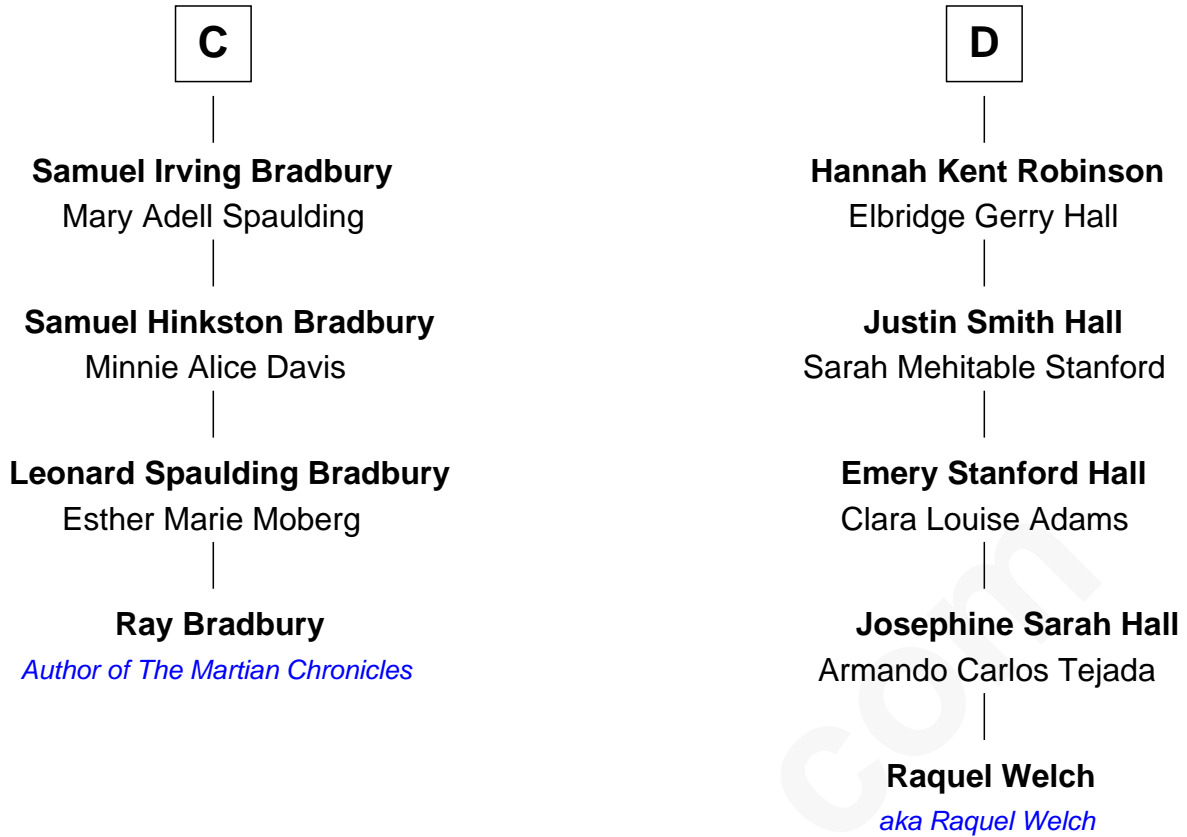 C
Samuel Irving Bradbury
Mary Adell Spaulding
Samuel Hinkston Bradbury
Minnie Alice Davis
Leonard Spaulding Bradbury
Esther Marie Moberg
Ray Bradbury
Author of The Martian Chronicles
D
Hannah Kent Robinson
Elbridge Gerry Hall
Justin Smith Hall
Sarah Mehitable Stanford
Emery Stanford Hall
Clara Louise Adams
Josephine Sarah Hall
Armando Carlos Tejada
Raquel Welch
aka Raquel Welch
com